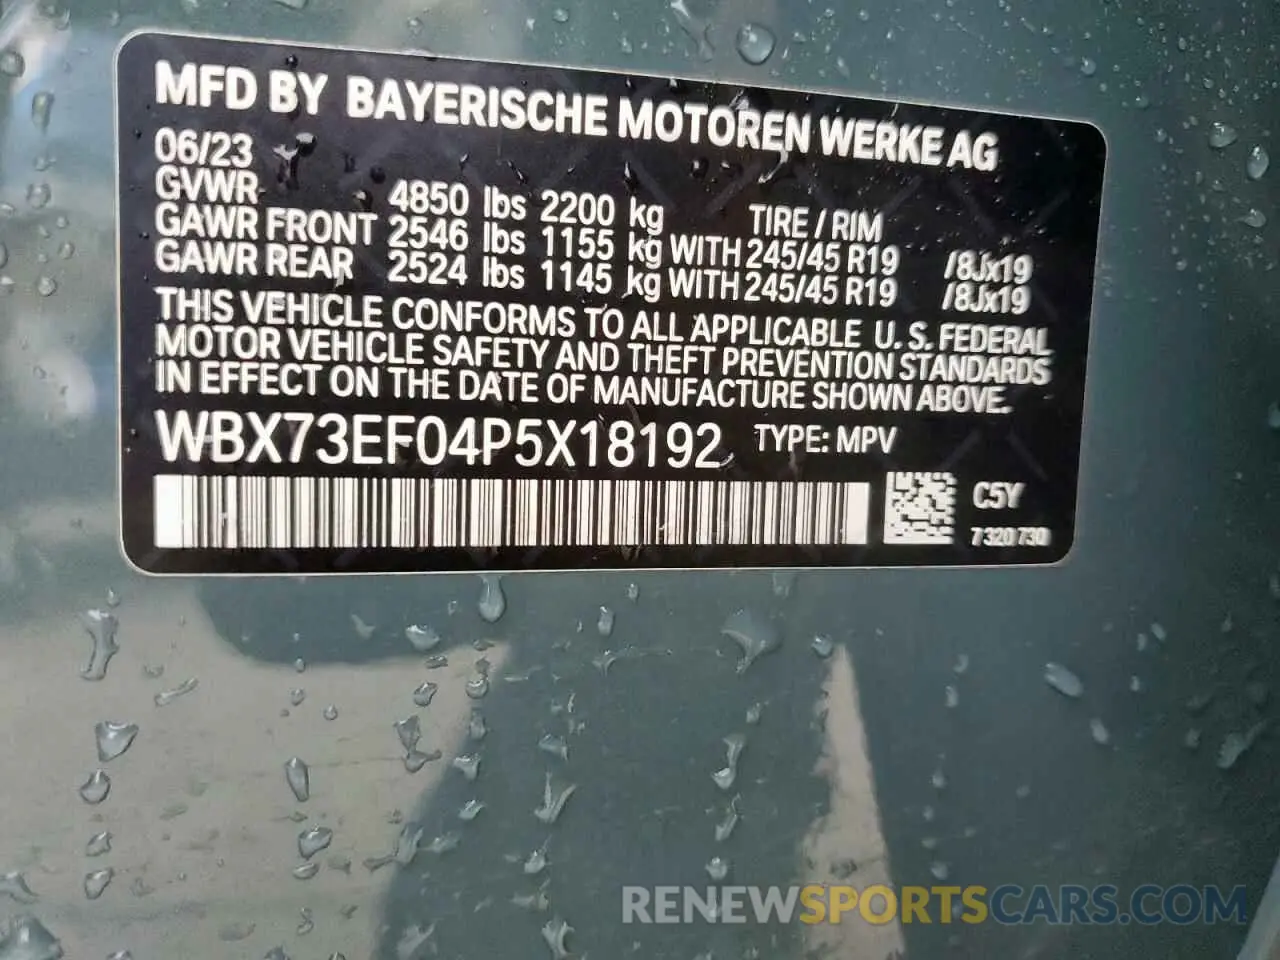 MFD BY BAYERISCHE MOTOREN WERKE AG
06/23
GVWR 4850 lbs 2200 kg TIRE / RIM
GAWR FRONT 2546 lbs 1155 kg WITH 245/45 R19 /8Jx19
GAWR REAR 2524 lbs 1145 kg WITH 245/45 R19 /8Jx19
THIS VEHICLE CONFORMS TO ALL APPLICABLE U. S. FEDERAL
MOTOR VEHICLE SAFETY AND THEFT PREVENTION STANDARDS
IN EFFECT ON THE DATE OF MANUFACTURE SHOWN ABOVE.
WBX73EF04P5X18192 TYPE: MPV
C5Y
7320730
RENEWSPORTSCARS.COM